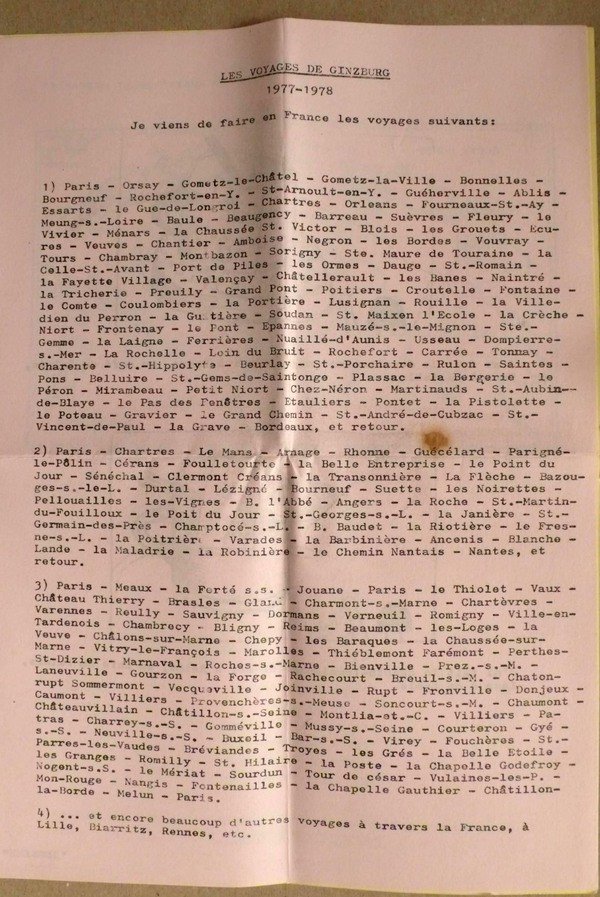 LES VOYAGES DE GINZBURG
1977-1978
Je viens de faire en France les voyages suivants:
1) Paris - Orsay - Gometz-le-Châtel - Gometz-la-Ville - Bonnelles -
Bourgneuf - Rochefort-en-Y. - St-Arnoult-en-Y. - Guéherville - Ablis -
Essarts - le Gue-de-Longroi - Chartres - Orleans - Fourneaux-St.-Ay -
Meung-s.-Loire - Baule - Beaugency - Barreau - Suèvres - Fleury - le
Vivier - Ménars - la Chaussée St. Victor - Blois - les Grouets - Ecu-
res - Veuves - Chantier - Amboise - Negron - les Bordes - Vouvray -
Tours - Chambray - Montbazon - Sorigny - Ste. Maure de Touraine - la
Celle-St.-Avant - Port de Piles - les Ormes - Dauge - St.-Romain -
la Fayette Village - Valençay - Châtellerault - les Banes - Naintré -
la Tricherie - Preuily - Grand Pont - Poitiers - Croutelle - Fontaine -
le Comte - Coulombiers - la Portière - Lusignan - Rouille - la Ville-
dien du Perron - la - Soudan - St. Maixen l'Ecole - la Crèche -
Niort - Frontenay - le Pont - Epannes - Mauzé-s.-le-Mignon - Ste.-
Gemme - la Laigne - Ferrières - Nuaillé-d'Aunis - Usseau - Dompierre-
s.-Mer - La Rochelle - Loin du Bruit - Rochefort - Carrée - Tonnay -
Charente - St.-Hippolyte - Beurlay - St.-Porchaire - Rulon - Saintes -
Pons - Belluire - St.-Gems-de-Saintonge - Plassac - la Bergerie - le
Péron - Mirambeau - Petit Niort - Chez-Néron - Martinauds - St.-Aubin--
de-Blaye - le Pas des Fenêtres - Etauliers - Pontet - la Pistolette -
le Poteau - Gravier - le Grand Chemin - St.-André-de-Cubzac - St.-
Vincent-de-Paul - la Grave - Bordeaux, et retour.
2) Paris - Chartres - Le Mans - Arnage - Rhonne - Guécélard - Parigné-
le-Pôlin - Cérans - Foulletourte - la Belle Entreprise - le Point du
Jour - Sénéchal - Clermont Créans - la Transonnière - La Flèche - Bazou-
ges-s.-le-L. - Durtal - Lézigné - Bourneuf - Suette - les Noirettes -
Pellouailles - les-Vignes - B. l'Abbé - Angers - la Roche - St.-Martin-
du-Fouilloux - le Poit du Jour - St.-Georges-s.-L. - la Janière - St.-
Germain-des-Près - Champtocé-s.-L. - B. Baudet - la Riotière - le Fres-
ne-s.-L. - la Poitrière - Varades - la Barbinière - Ancenis - Blanche -
Lande - la Maladrie - la Robinière - le Chemin Nantais - Nantes, et
retour.
3) Paris - Meaux - la Ferté s.s. - Jouane - Paris - le Thiolet - Vaux -
Château Thierry - Brasles - Gland - Charmont-s.-Marne - Chartèvres -
Varennes - Reully - Sauvigny - Dormans - Verneuil - Romigny - Ville-en-
Tardenois - Chambrecy - Bligny - Reims - Beaumont - les-Loges - la
Veuve - Châlons-sur-Marne - Chepy - les Baraques - la Chaussée-sur-
Marne - Vitry-le-François - Marolles - Thiéblemont Farémont - Perthes-
St-Dizier - Marnaval - Roches-s.-Marne - Bienville - Prez.-s.-M. -
Laneuville - Gourzon - la Forge - Rachecourt - Breuil-s.-M. - Chaton-
rupt Sommermont - Vecqueville - Joinville - Rupt - Fronville - Donjeux -
Caumont - Villiers - Provenchères-s.-Meuse - Soncourt-s.-M. - Chaumont -
Châteauvillain - Châtillon-s.-Seine - Montlia-et.-C. - Villiers - Pa-
tras - Charrey-s.-S. - Gomméville - Mussy-s.-Seine - Courteron - Gyé -
s.-S. - Neuville-s.-S. - Buxeil - Bar-s.-S. - Virey - Fouchères - St.-
Parres-les-Vaudes - Bréviandes - Troyes - les Grés - la Belle Etoile -
les Granges - Romilly - St. Hilaire - la Poste - la Chapelle Godefroy -
Nogent-s.S. - le Mériat - Sourdun - Tour de césar - Vulaines-les-P. -
Mon-Rouge - Nangis - Fontenailles - la Chapelle Gauthier - Châtillon-
la-Borde - Melun - Paris.
4) ... et encore beaucoup d'autres voyages à travers la France, à
Lille, Biarritz, Rennes, etc.